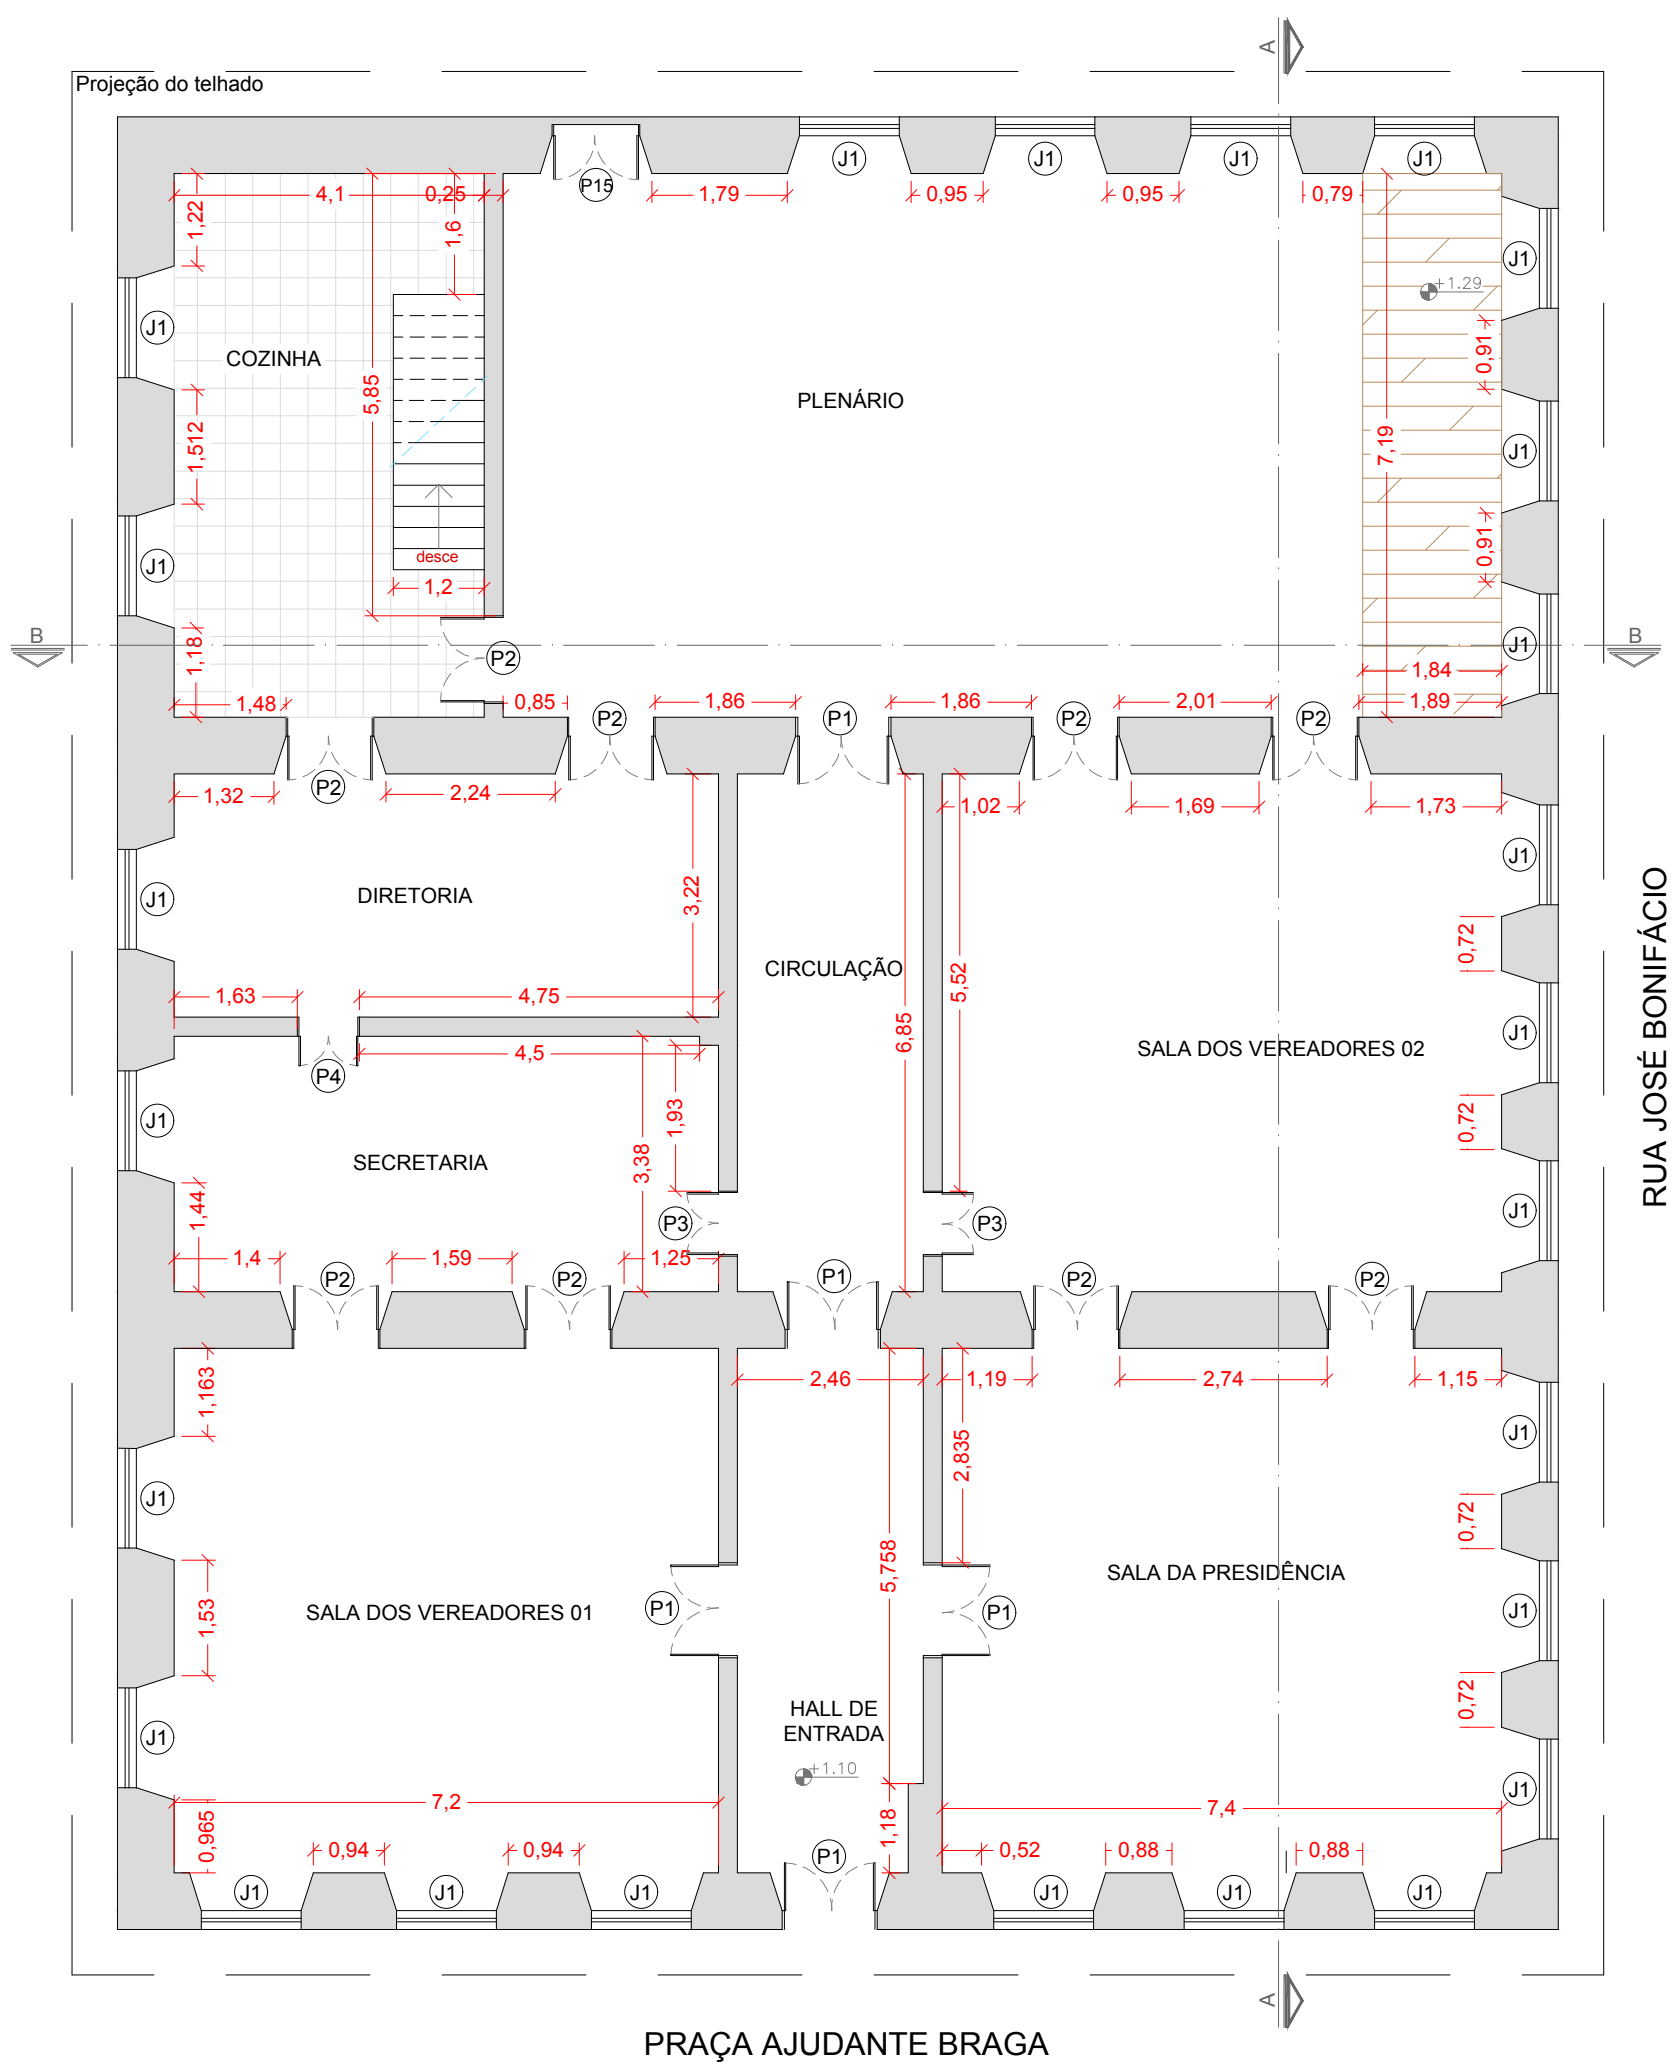 A
Projeção do telhado
J1
J1
J1
J1
P15
4,1
0,25
1,79
0,95
0,95
0,79
1,22
1,6
J1
+1.29
J1
COZINHA
0,91
5,85
PLENÁRIO
1,512
7,19
J1
0,91
desce
J1
1,2
B
B
1,18
P2
J1
1,84
1,48
0,85
1,86
1,86
2,01
1,89
P2
P1
P2
P2
P2
1,32
2,24
1,02
1,69
1,73
J1
DIRETORIA
3,22
J1
0,72
CIRCULAÇÃO
5,52
1,63
4,75
6,85
J1
RUA JOSÉ BONIFÁCIO
4,5
SALA DOS VEREADORES 02
P4
1,93
J1
0,72
SECRETARIA
3,38
1,44
J1
P3
P3
1,4
1,59
1,25
P2
P2
P1
P2
P2
2,46
1,19
2,74
1,15
1,163
J1
2,835
J1
0,72
5,758
SALA DA PRESIDÊNCIA
SALA DOS VEREADORES 01
P1
P1
J1
1,53
HALL DE
ENTRADA
0,72
J1
+1.10
J1
7,2
7,4
0,965
1,18
0,94
0,94
P1
0,52
0,88
0,88
J1
J1
J1
J1
J1
J1
A
PRAÇA AJUDANTE BRAGA